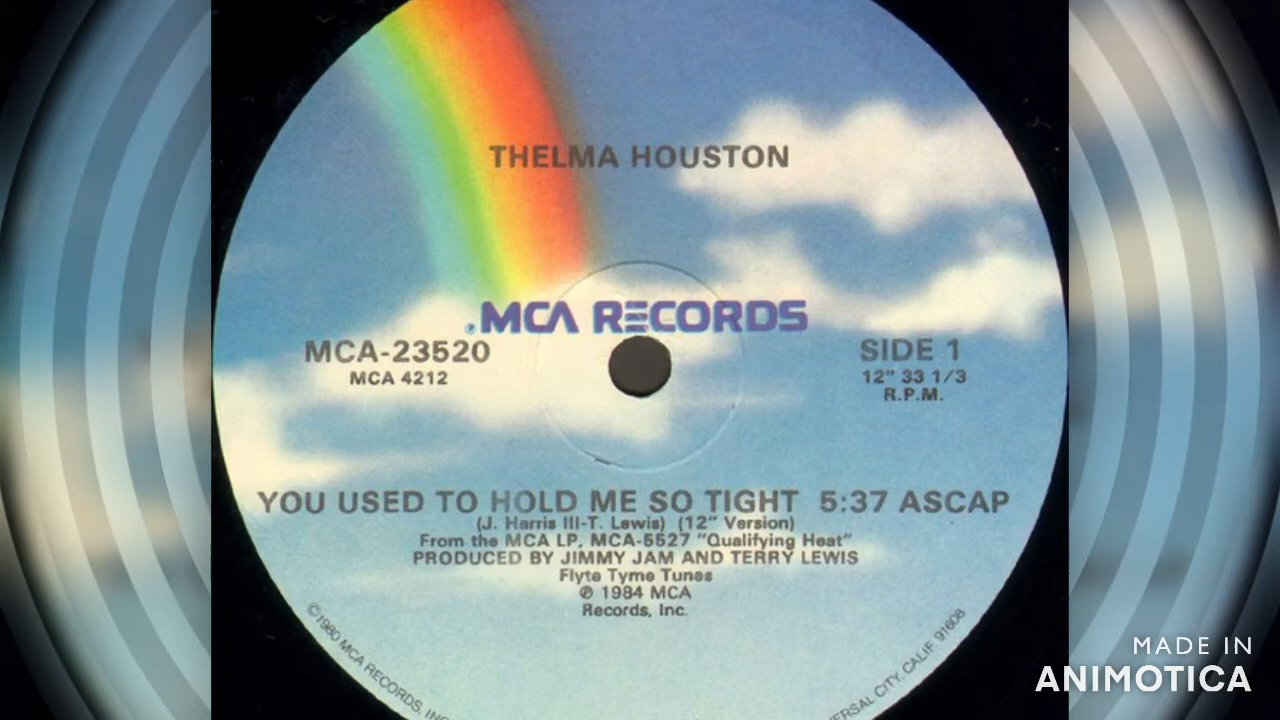 THELMA HOUSTON
MCA RECORDS
MCA-23520
MCA 4212
SIDE 1
12" 33 1/3
R.P.M.
YOU USED TO HOLD ME SO TIGHT 5:37 ASCAP
(J. Harris III-T. Lewis) (12" Version)
From the MCA LP, MCA-5527 "Qualifying Heat"
PRODUCED BY JIMMY JAM AND TERRY LEWIS
Flyte Tyme Tunes
℗ 1984 MCA
Records, Inc.
©1980 MCA RECORDS, INC
ERSAL CITY, CALIF 91608
MADE IN
ANIMOTICA